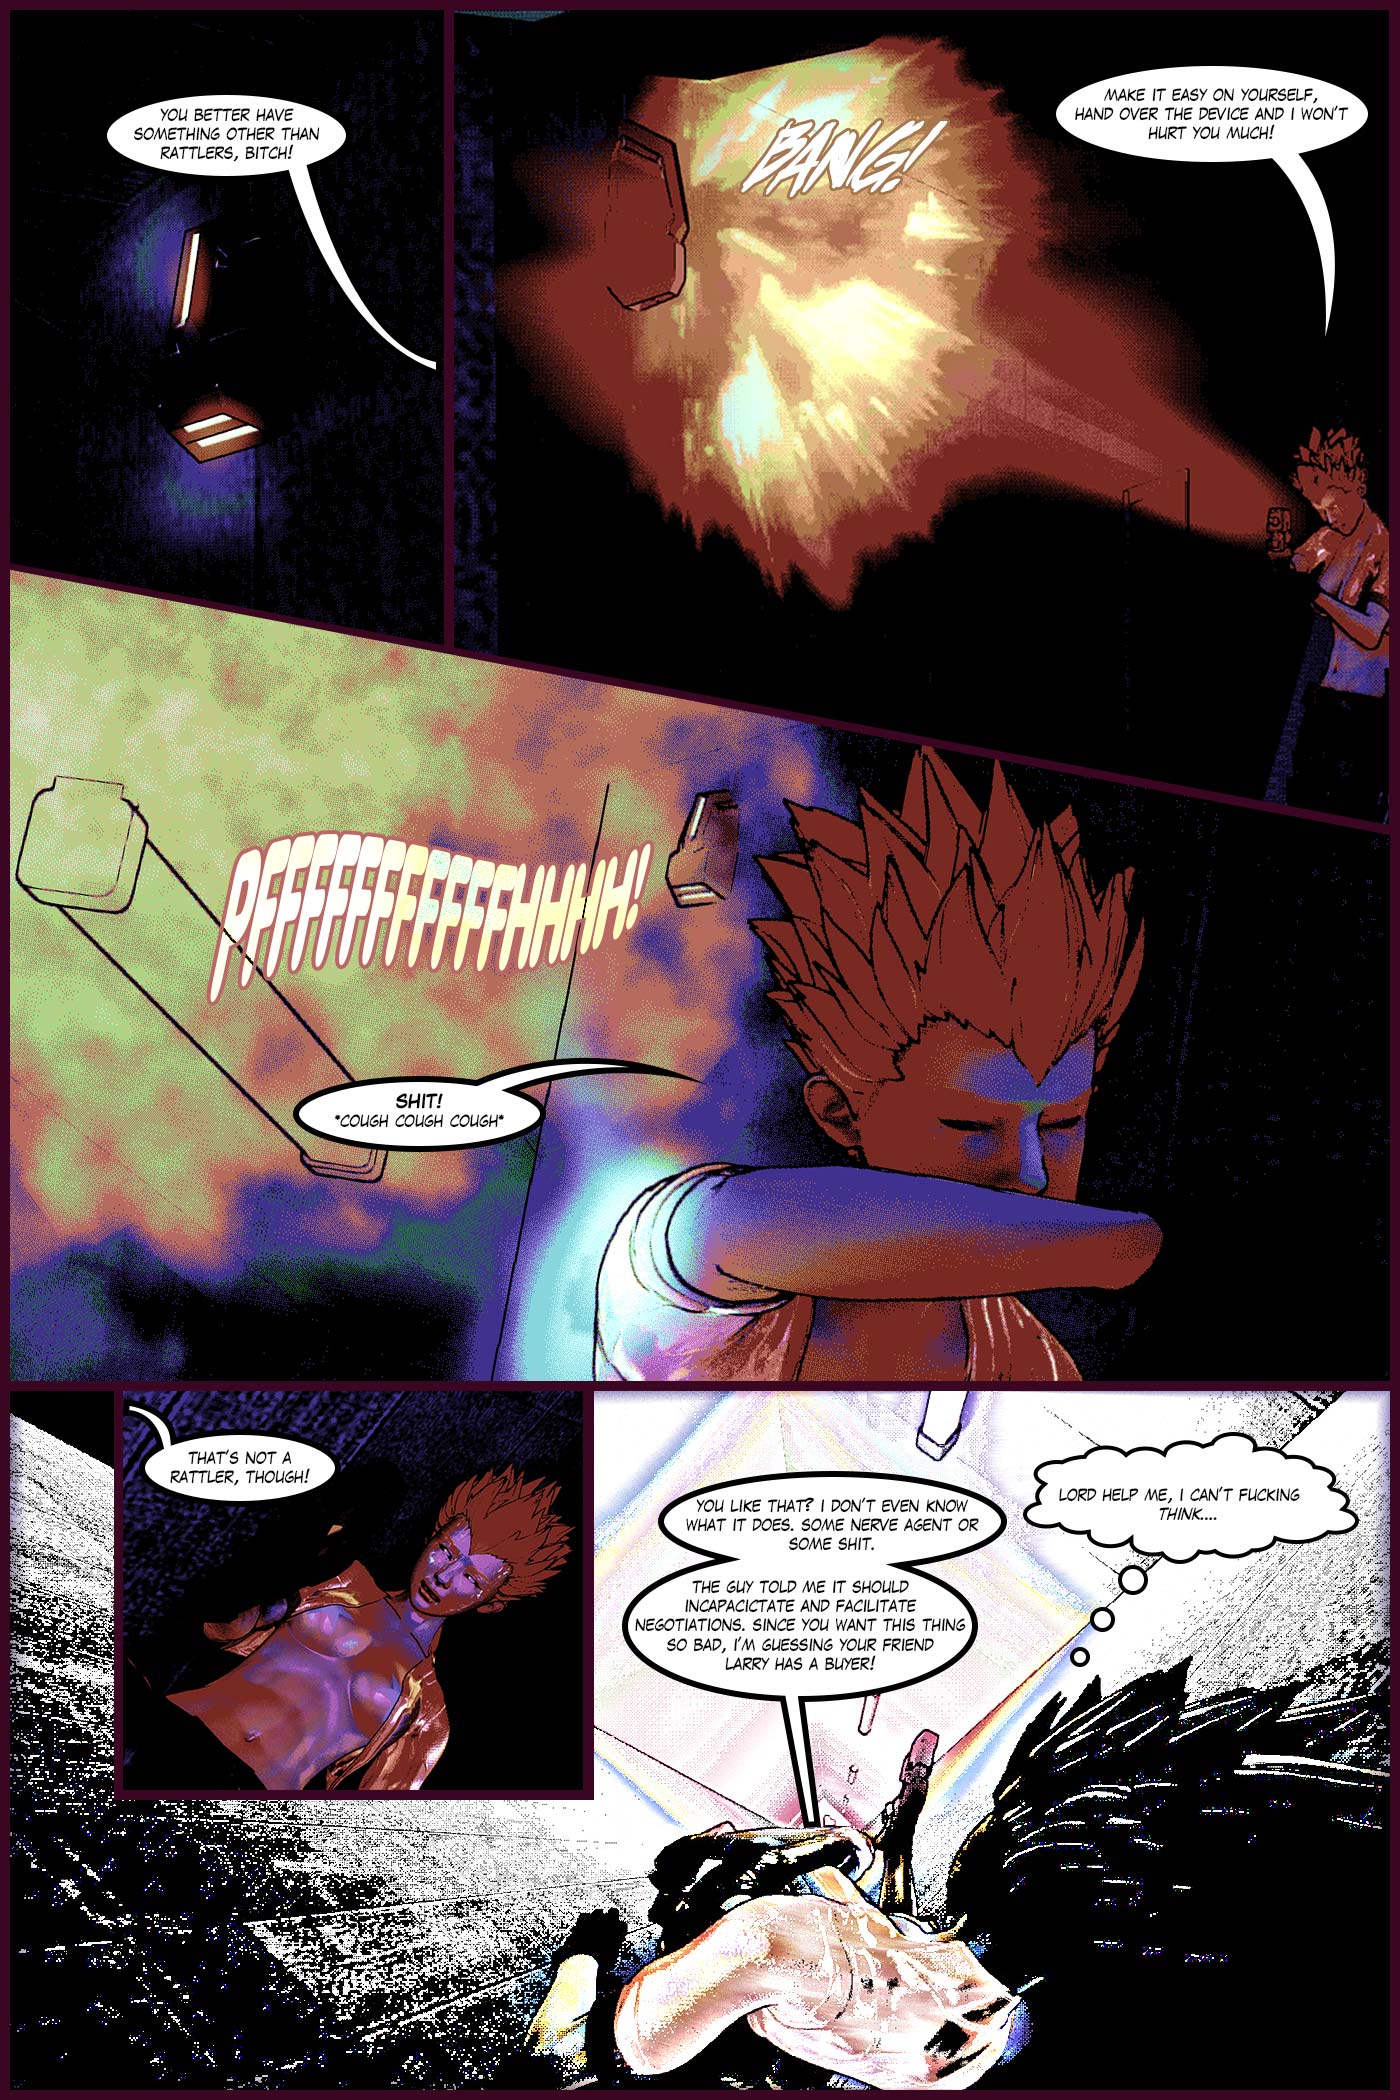 YOU BETTER HAVE
SOMETHING OTHER THAN
RATTLERS, BITCH!
BANG!
MAKE IT EASY ON YOURSELF,
HAND OVER THE DEVICE AND I WON'T
HURT YOU MUCH!
PFFFFFFFFFFFFFHHHH!
SHIT!
*COUGH COUGH COUGH*
THAT'S NOT A
RATTLER, THOUGH!
YOU LIKE THAT? I DON'T EVEN KNOW
WHAT IT DOES. SOME NERVE AGENT OR
SOME SHIT.
THE GUY TOLD ME IT SHOULD
INCAPACICTATE AND FACILITATE
NEGOTIATIONS. SINCE YOU WANT THIS THING
SO BAD, I'M GUESSING YOUR FRIEND
LARRY HAS A BUYER!
LORD HELP ME, I CAN'T FUCKING
THINK....